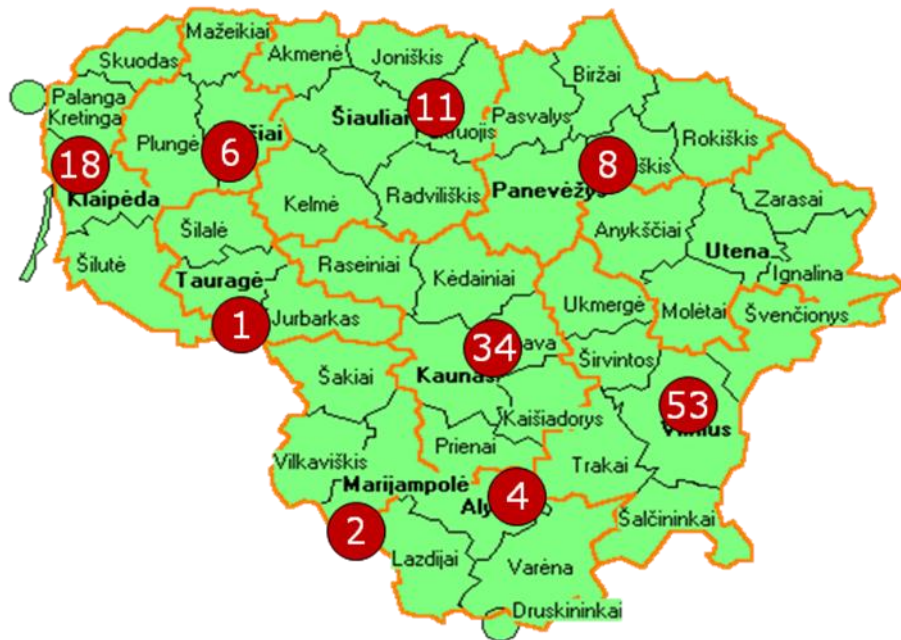 Mažeikiai
Skuodas
Akmenė
Joniškis
Biržai
Palanga
Kretinga
11
Šiauliai
Pasvalys
Rokiškis
Plungė
6
18
8
Klaipėda
Kelmė
Radviliškis
Panevėžys
Zarasai
Šilalė
Anykščiai
Utena
Šilutė
Tauragė
Raseiniai
Kėdainiai
Ignalina
Ukmergė
Molėtai
Švenčionys
1
Jurbarkas
34
Širvintos
Šakiai
Kaunas
53
Vilnius
Kaišiadorys
Prienai
Vilkaviškis
Trakai
Marijampolė
4
Šalčininkai
2
Lazdijai
Varėna
Druskininkai